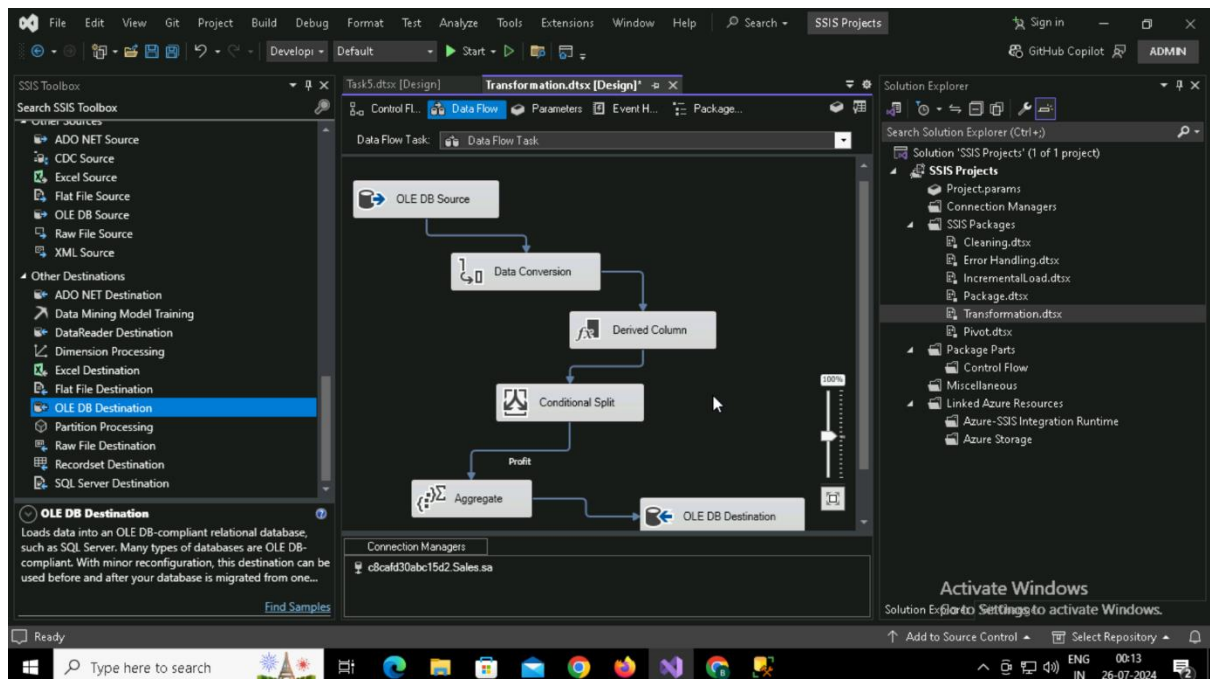 File Edit View Git Project Build Debug Format Test Analyze Tools Extensions Window Help Search SSIS Projects Sign in
Developı Default Start GitHub Copilot ADMIN
SSIS Toolbox
Search SSIS Toolbox
Other Sources
ADO NET Source
CDC Source
Excel Source
Flat File Source
OLE DB Source
Raw File Source
XML Source
Other Destinations
ADO NET Destination
Data Mining Model Training
DataReader Destination
Dimension Processing
Excel Destination
Flat File Destination
OLE DB Destination
Partition Processing
Raw File Destination
Recordset Destination
SQL Server Destination
OLE DB Destination
Loads data into an OLE DB-compliant relational database,
such as SQL Server. Many types of databases are OLE DB-
compliant. With minor reconfiguration, this destination can be
used before and after your database is migrated from one...
Find Samples
Task5.dtsx [Design] Transformation.dtsx [Design]*
Control Fl... Data Flow Parameters Event H... Package...
Data Flow Task: Data Flow Task
OLE DB Source
Data Conversion
Derived Column
100%
Conditional Split
Profit
Aggregate
OLE DB Destination
Connection Managers
c8cafd30abc15d2.Sales.sa
Solution Explorer
Search Solution Explorer (Ctrl+;)
Solution 'SSIS Projects' (1 of 1 project)
SSIS Projects
Project.params
Connection Managers
SSIS Packages
Cleaning.dtsx
Error Handling.dtsx
IncrementalLoad.dtsx
Package.dtsx
Transformation.dtsx
Pivot.dtsx
Package Parts
Control Flow
Miscellaneous
Linked Azure Resources
Azure-SSIS Integration Runtime
Azure Storage
Activate Windows
Go to Settings to activate Windows.
Solution Explorer
Ready Add to Source Control Select Repository
Type here to search ENG 00:13
IN 26-07-2024 2